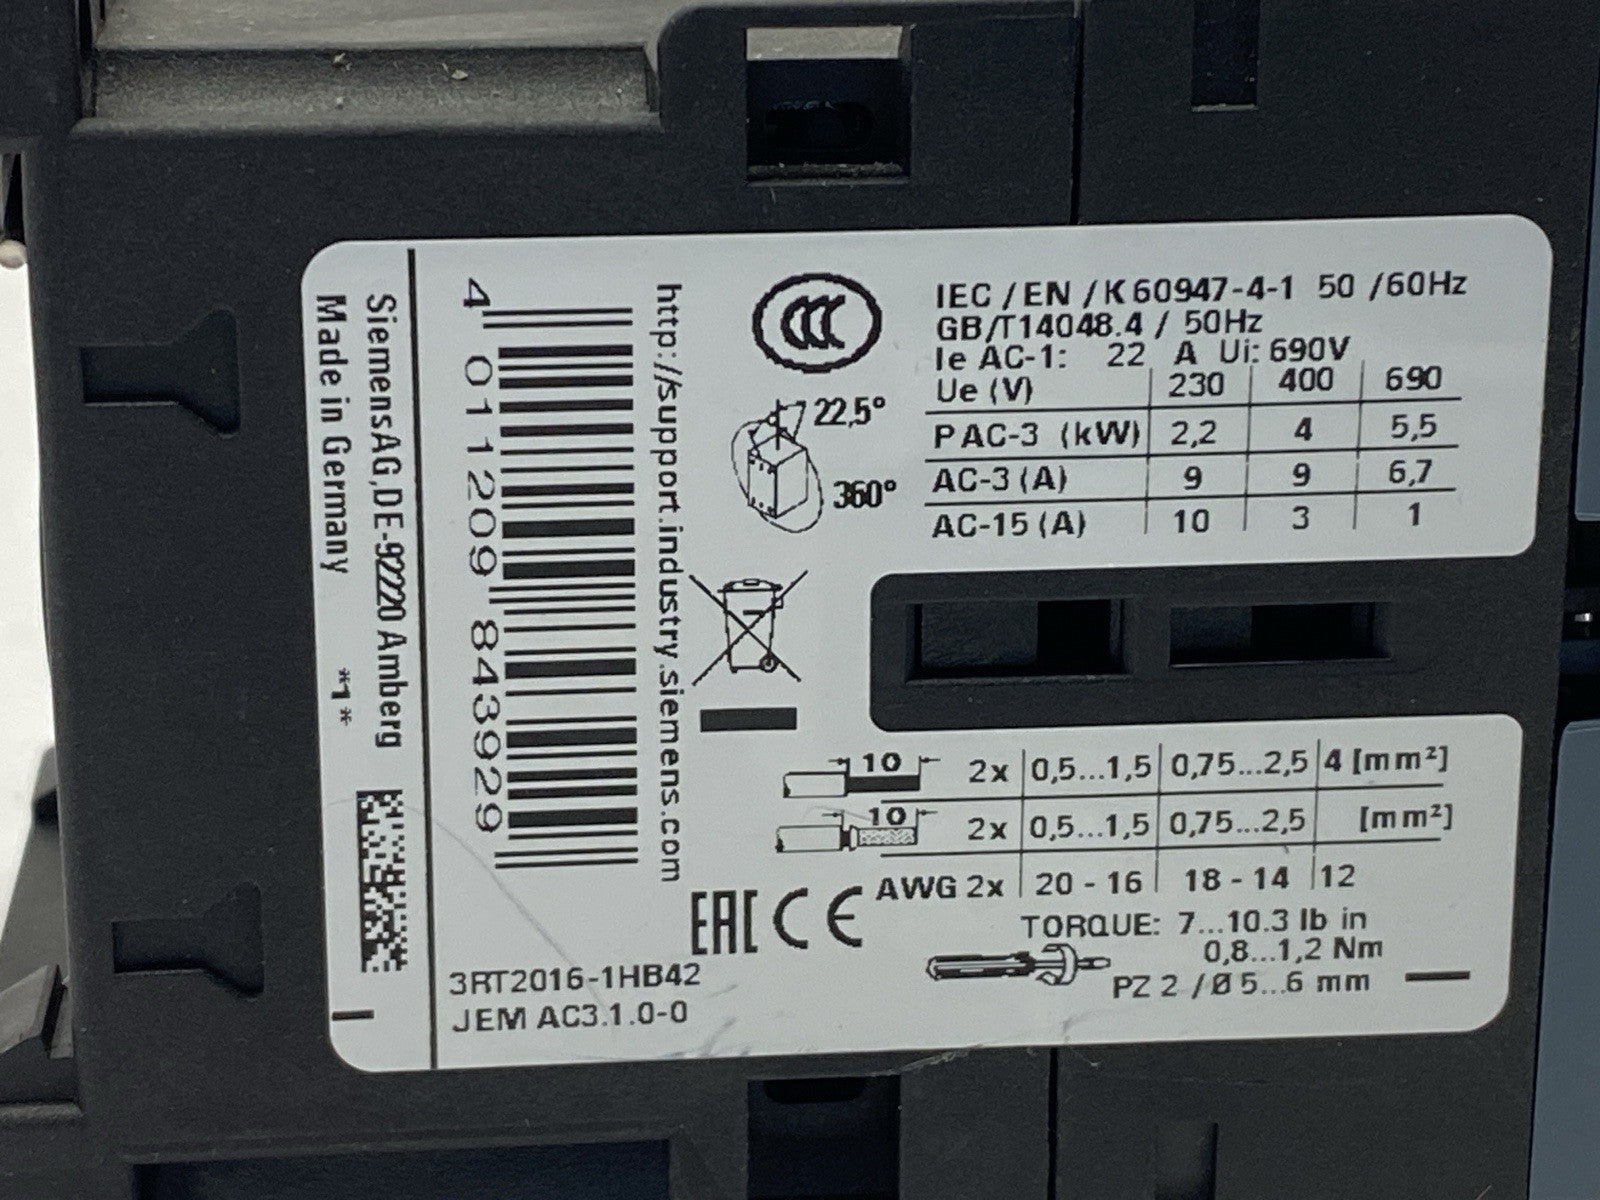 SiemensAG,DE-92220 Amberg
Made in Germany *1*
4 011209 843929
http://support.industry.siemens.com
IEC / EN / K 60947-4-1 50 / 60Hz
GB/T14048.4 / 50Hz
Ie AC-1: 22 A Ui: 690V
Ue (V) 230 400 690
P AC-3 (kW) 2,2 4 5,5
AC-3 (A) 9 9 6,7
AC-15 (A) 10 3 1
22,5°
360°
10 2x 0,5...1,5 0,75...2,5 4 [mm²]
10 2x 0,5...1,5 0,75...2,5 [mm²]
AWG 2x 20 - 16 18 - 14 12
TORQUE: 7...10.3 lb in
0,8...1,2 Nm
PZ 2 / Ø 5...6 mm
EAC CE
3RT2016-1HB42
JEM AC3.1.0-0